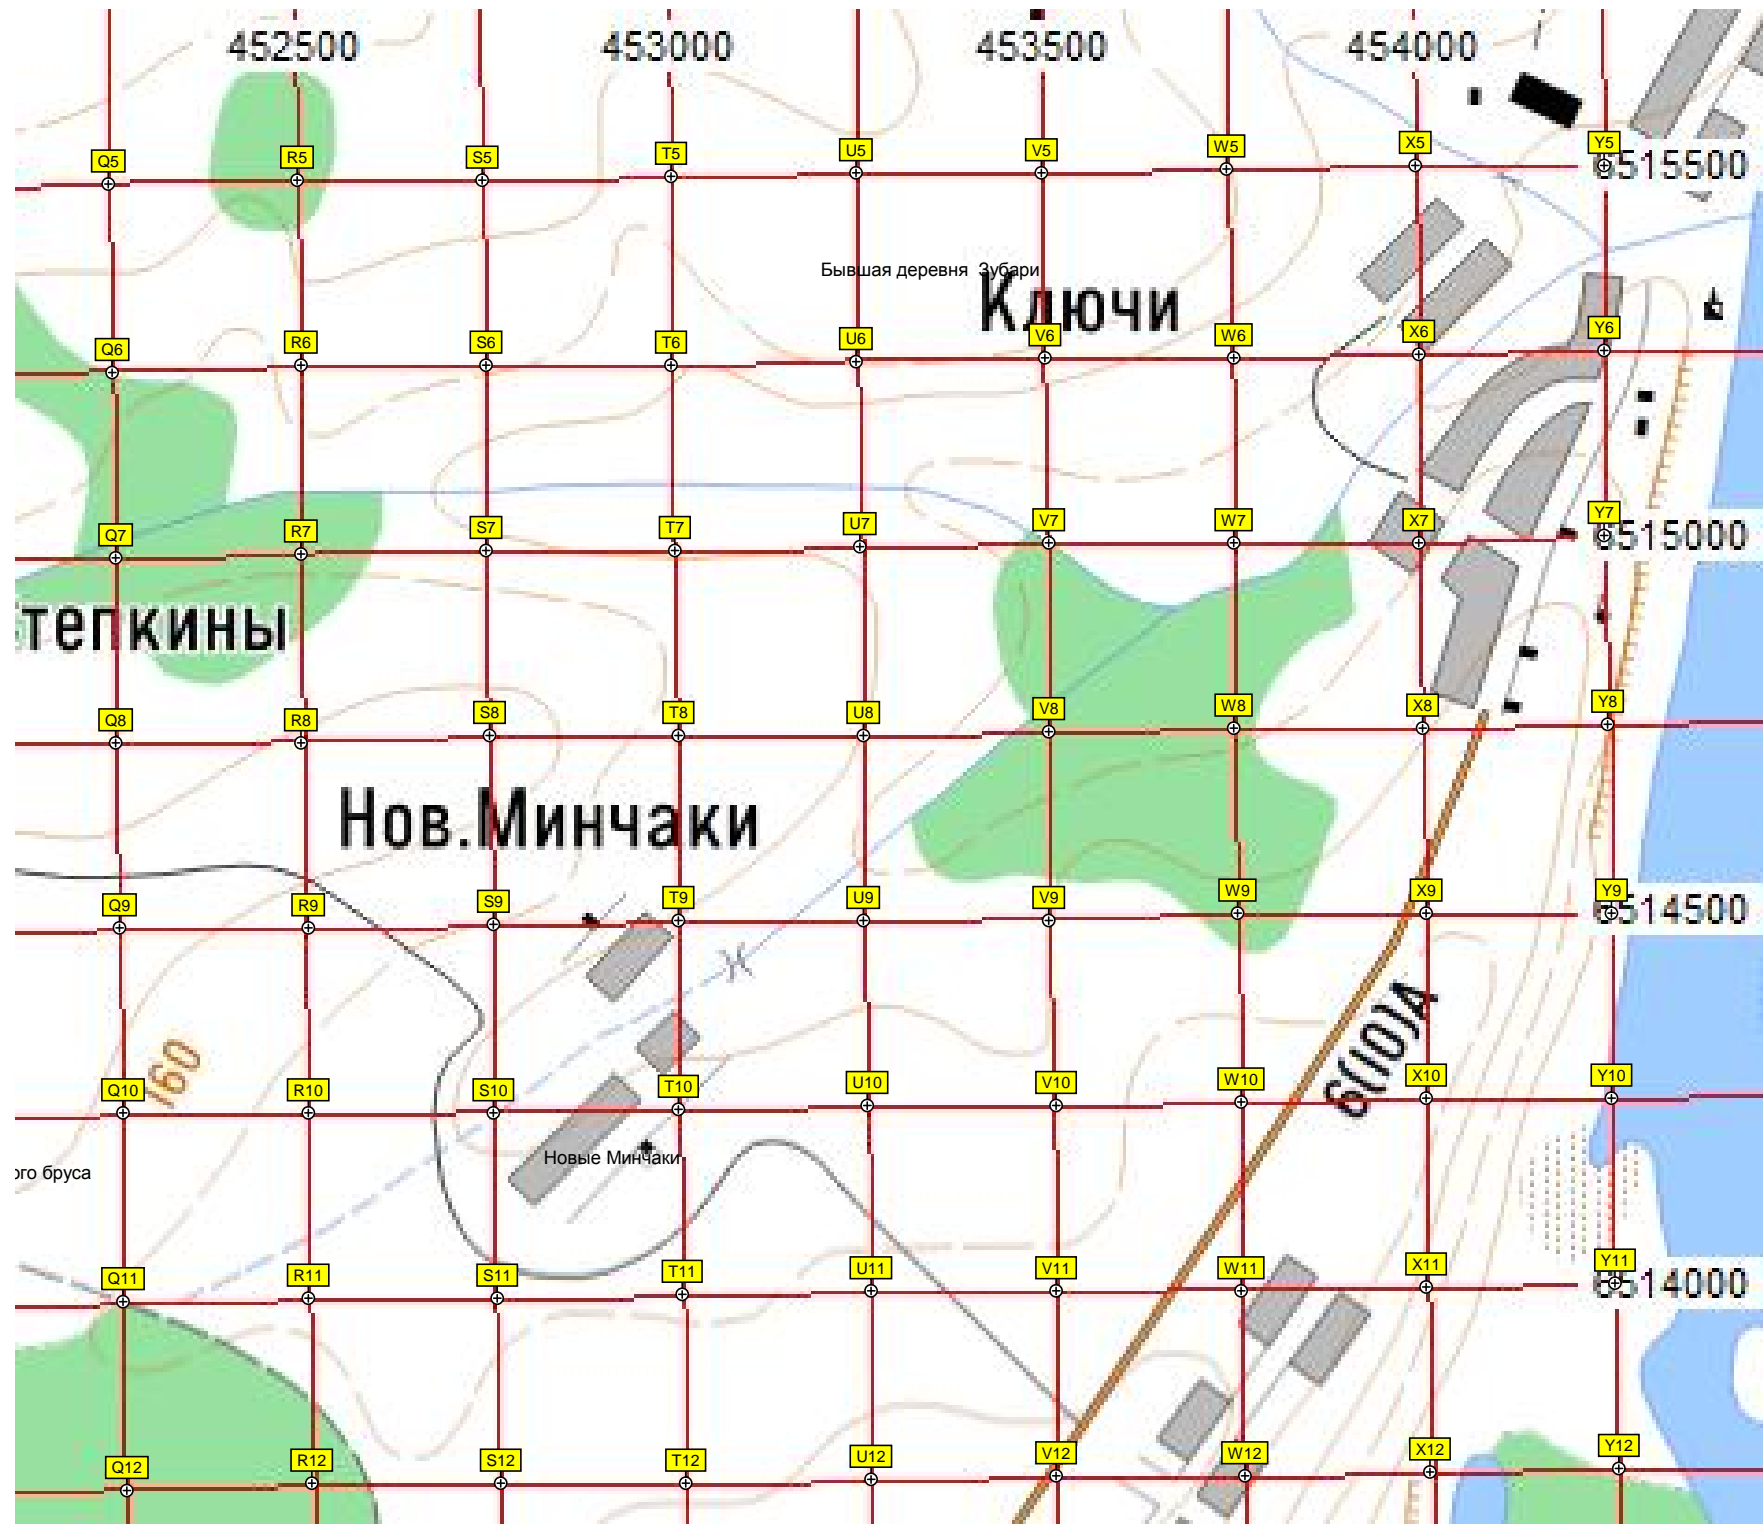 452500 453000 453500 454000
Q5 R5 S5 T5 U5 V5 W5 X5 Y5
6515500
Бывшая деревня Зубари
Ключи
Q6 R6 S6 T6 U6 V6 W6 X6 Y6
Q7 R7 S7 T7 U7 V7 W7 X7 Y7
6515000
тепкины
Q8 R8 S8 T8 U8 V8 W8 X8 Y8
Нов.Минчаки
Q9 R9 S9 T9 U9 V9 W9 X9 Y9
6514500
6(10)А
160
Q10 R10 S10 T10 U10 V10 W10 X10 Y10
ого бруса
Новые Минчаки
Q11 R11 S11 T11 U11 V11 W11 X11 Y11
6514000
Q12 R12 S12 T12 U12 V12 W12 X12 Y12